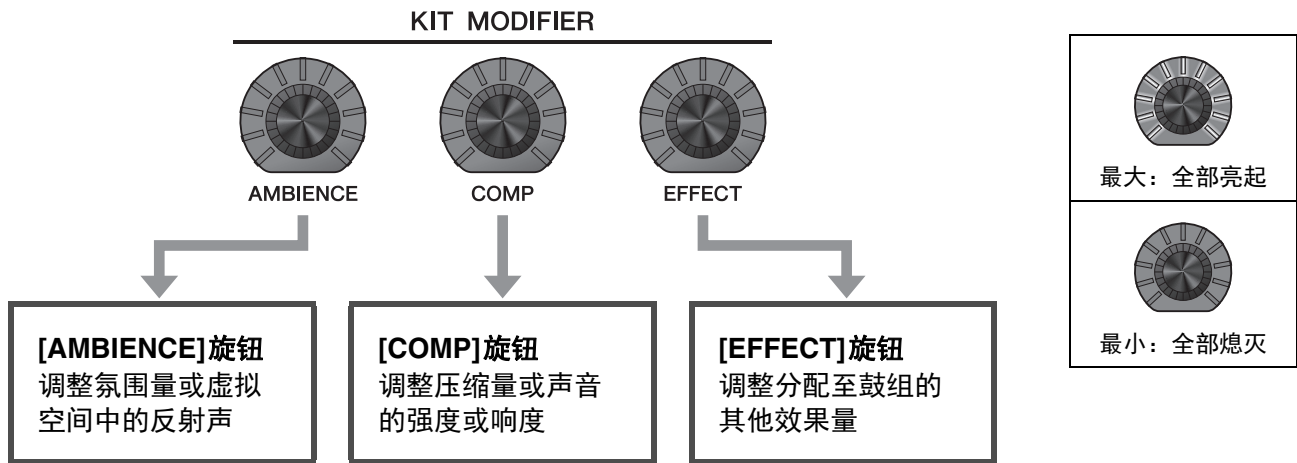 KIT MODIFIER
AMBIENCE
COMP
EFFECT
[AMBIENCE]旋钮
调整氛围量或虚拟
空间中的反射声
[COMP]旋钮
调整压缩量或声音
的强度或响度
[EFFECT]旋钮
调整分配至鼓组的
其他效果量
最大：全部亮起
最小：全部熄灭